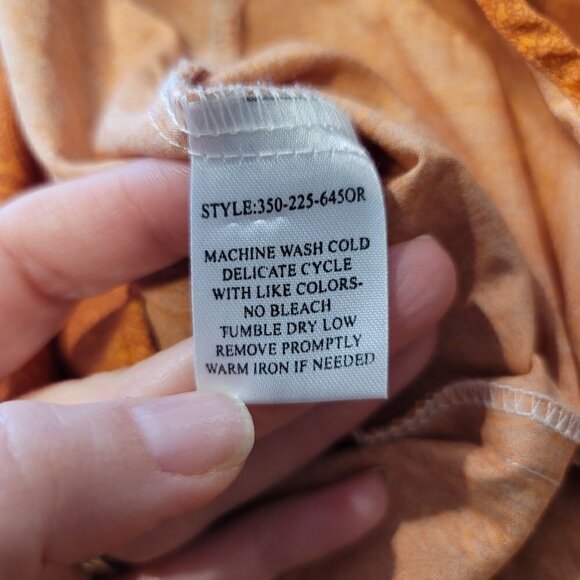 STYLE:350-225-645OR
MACHINE WASH COLD
DELICATE CYCLE
WITH LIKE COLORS-
NO BLEACH
TUMBLE DRY LOW
REMOVE PROMPTLY
WARM IRON IF NEEDED